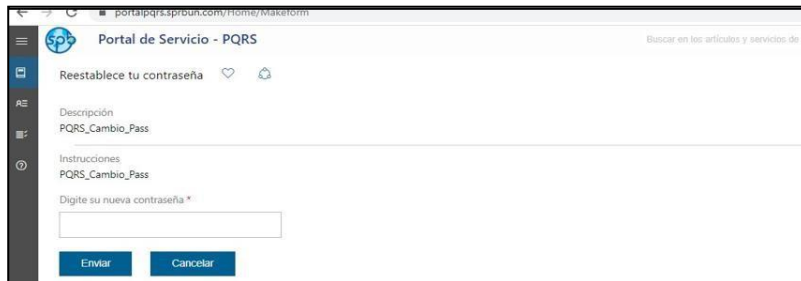 portalpqrs.sprbun.com/Home/Makeform
spb
Portal de Servicio - PQRS
Buscar en los artículos y servicios de
Reestablece tu contraseña
Descripción
PQRS_Cambio_Pass
Instrucciones
PQRS_Cambio_Pass
Digite su nueva contraseña *
Enviar
Cancelar